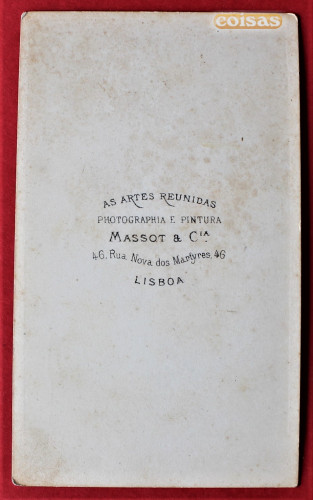 coisas
AS ARTES REUNIDAS
PHOTOGRAPHIA E PINTURA
MASSOT & CIA.
46, Rua Nova dos Martyres, 46
LISBOA